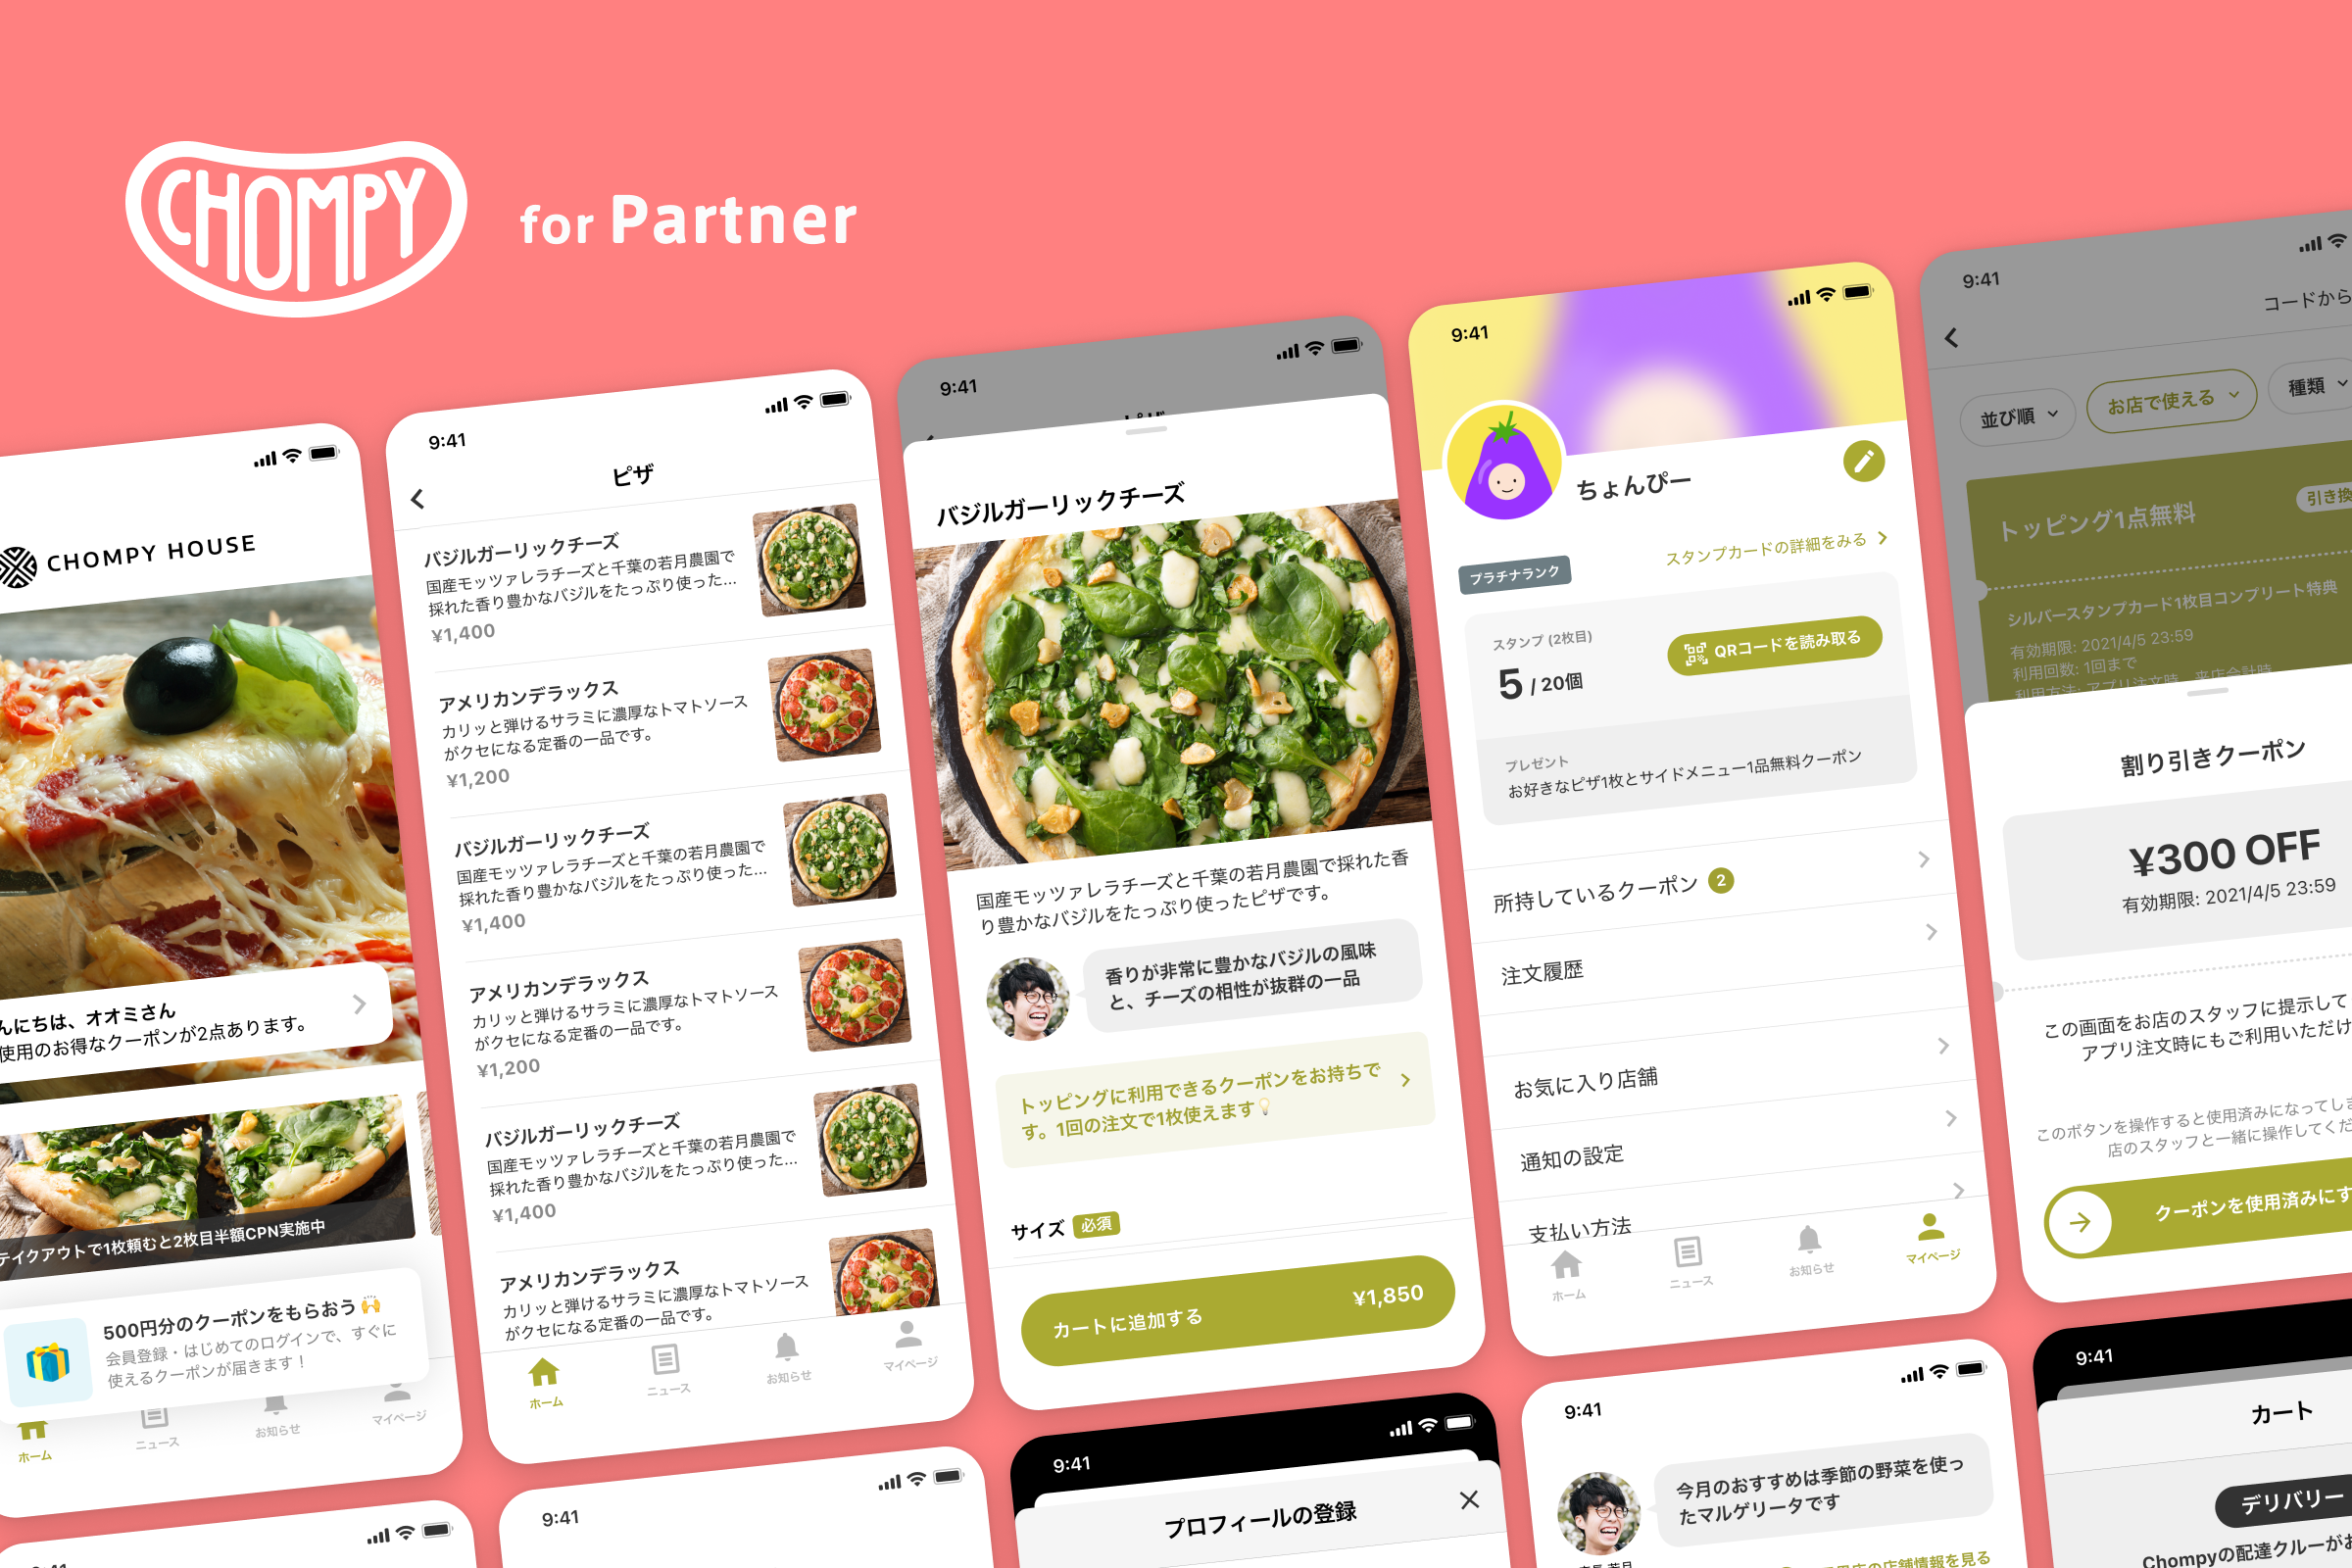 CHOMPY
for Partner
CHOMPY HOUSE
んにちは、オオミさん
使用のお得なクーポンが2点あります。
テイクアウトで1枚頼むと2枚目半額CPN実施中
500円分のクーポンをもらおう🙌
会員登録・はじめてのログインで、すぐに
使えるクーポンが届きます！
ホーム
ニュース
お知らせ
マイページ
9:41
ピザ
バジルガーリックチーズ
国産モッツァレラチーズと千葉の若月農園で
採れた香り豊かなバジルをたっぷり使った...
¥1,400
アメリカンデラックス
カリッと弾けるサラミに濃厚なトマトソース
がクセになる定番の一品です。
¥1,200
バジルガーリックチーズ
国産モッツァレラチーズと千葉の若月農園で
採れた香り豊かなバジルをたっぷり使った...
¥1,400
アメリカンデラックス
カリッと弾けるサラミに濃厚なトマトソース
がクセになる定番の一品です。
¥1,200
バジルガーリックチーズ
国産モッツァレラチーズと千葉の若月農園で
採れた香り豊かなバジルをたっぷり使った...
¥1,400
アメリカンデラックス
カリッと弾けるサラミに濃厚なトマトソース
がクセになる定番の一品です。
ホーム
ニュース
お知らせ
マイページ
9:41
バジルガーリックチーズ
国産モッツァレラチーズと千葉の若月農園で採れた香
り豊かなバジルをたっぷり使ったピザです。
香りが非常に豊かなバジルの風味
と、チーズの相性が抜群の一品
トッピングに利用できるクーポンをお持ちで
す。1回の注文で1枚使えます💡
サイズ 必須
カートに追加する ¥1,850
9:41
ちょんぴー
プラチナランク
スタンプカードの詳細をみる
スタンプ (2枚目)
5 / 20個
QRコードを読み取る
プレゼント
お好きなピザ1枚とサイドメニュー1品無料クーポン
所持しているクーポン 2
注文履歴
お気に入り店舗
通知の設定
支払い方法
ホーム
ニュース
お知らせ
マイページ
9:41
コードから
並び順
お店で使える
種類
トッピング1点無料
引き換
シルバースタンプカード1枚目コンプリート特典
有効期限: 2021/4/5 23:59
利用回数: 1回まで
利用方法: アプリ注文時、来店会計時
割り引きクーポン
¥300 OFF
有効期限: 2021/4/5 23:59
この画面をお店のスタッフに提示して
アプリ注文時にもご利用いただけ
このボタンを操作すると使用済みになってしま
店のスタッフと一緒に操作してくだ
クーポンを使用済みにす
9:41
9:41
プロフィールの登録
9:41
今月のおすすめは季節の野菜を使っ
たマルゲリータです
の店舗情報を見る
9:41
カート
デリバリー
Chompyの配達クルーがお